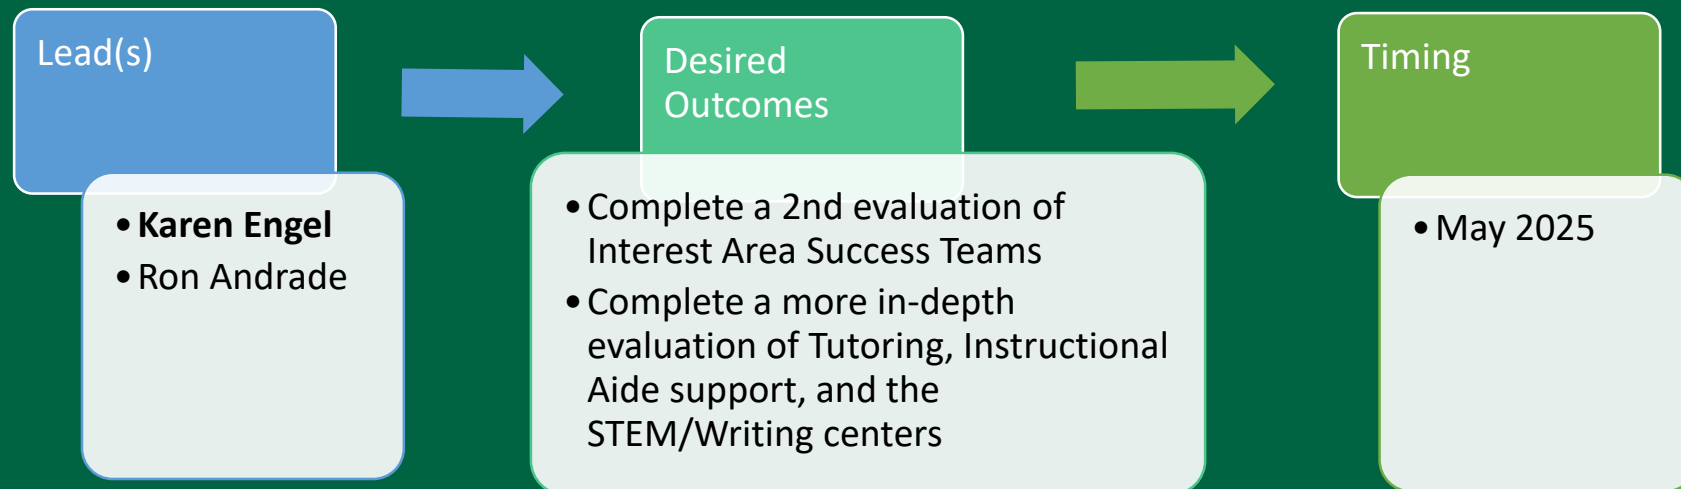 Lead(s)
• Karen Engel
• Ron Andrade
Desired
Outcomes
• Complete a 2nd evaluation of
Interest Area Success Teams
• Complete a more in-depth
evaluation of Tutoring, Instructional
Aide support, and the
STEM/Writing centers
Timing
• May 2025